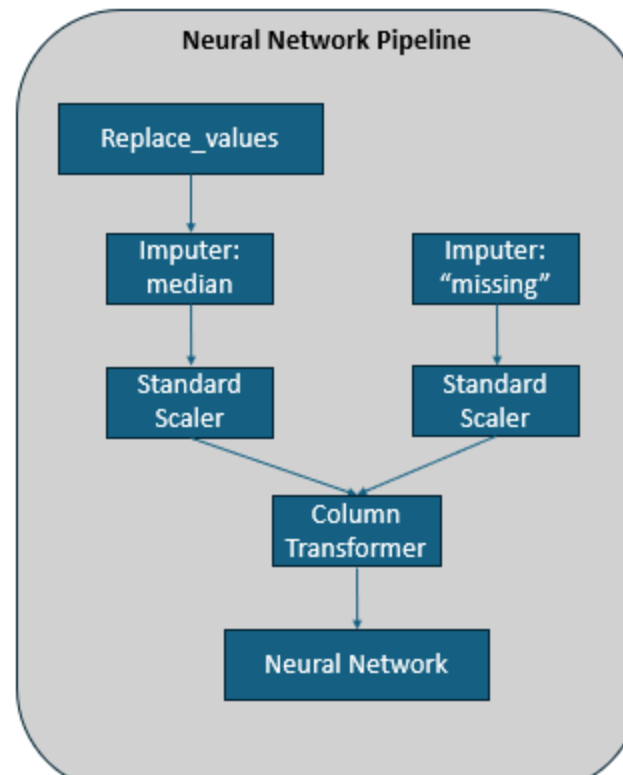 Neural Network Pipeline
Replace_values
Imputer:
median
Imputer:
“missing”
Standard
Scaler
Standard
Scaler
Column
Transformer
Neural Network